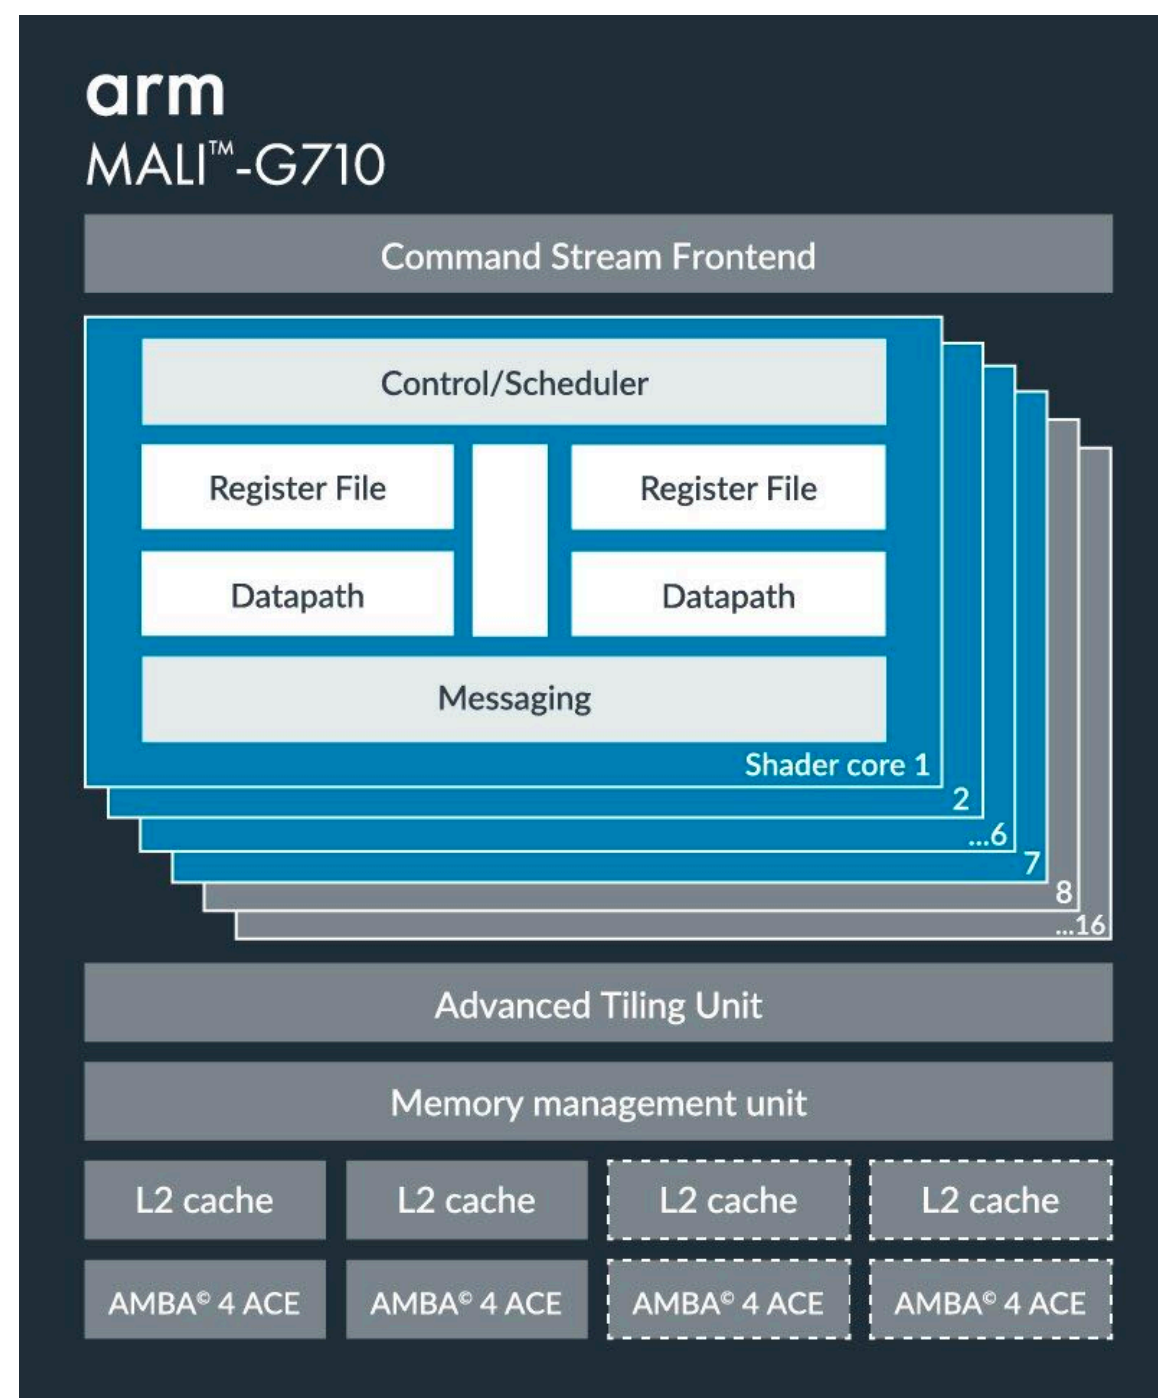 arm
MALI™-G710
Command Stream Frontend
Control/Scheduler
Register File
Register File
Datapath
Datapath
Messaging
Shader core 1
2
...6
7
8
...16
Advanced Tiling Unit
Memory management unit
L2 cache
L2 cache
L2 cache
L2 cache
AMBA© 4 ACE
AMBA© 4 ACE
AMBA© 4 ACE
AMBA© 4 ACE